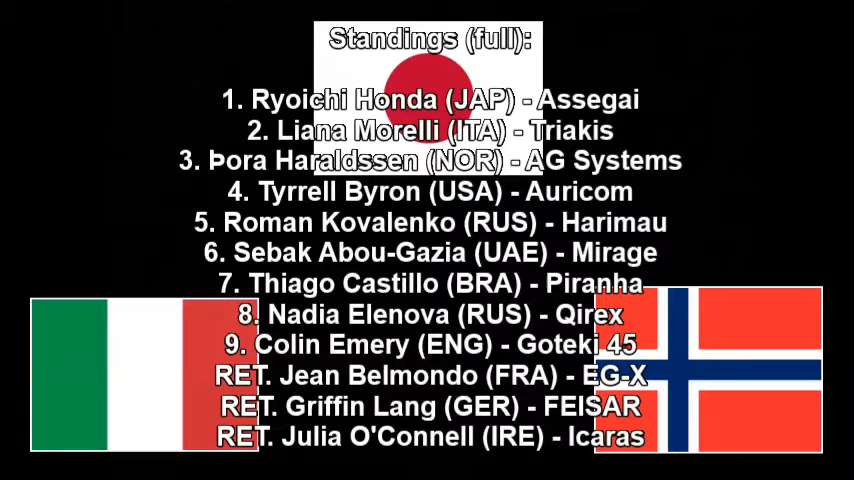 Standings (full):
1. Ryoichi Honda (JAP) - Assegai
2. Liana Morelli (ITA) - Triakis
3. Þora Haraldssen (NOR) - AG Systems
4. Tyrrell Byron (USA) - Auricom
5. Roman Kovalenko (RUS) - Harimau
6. Sebak Abou-Gazia (UAE) - Mirage
7. Thiago Castillo (BRA) - Piranha
8. Nadia Elenova (RUS) - Qirex
9. Colin Emery (ENG) - Goteki 45
RET. Jean Belmondo (FRA) - EG-X
RET. Griffin Lang (GER) - FEISAR
RET. Julia O'Connell (IRE) - Icaras